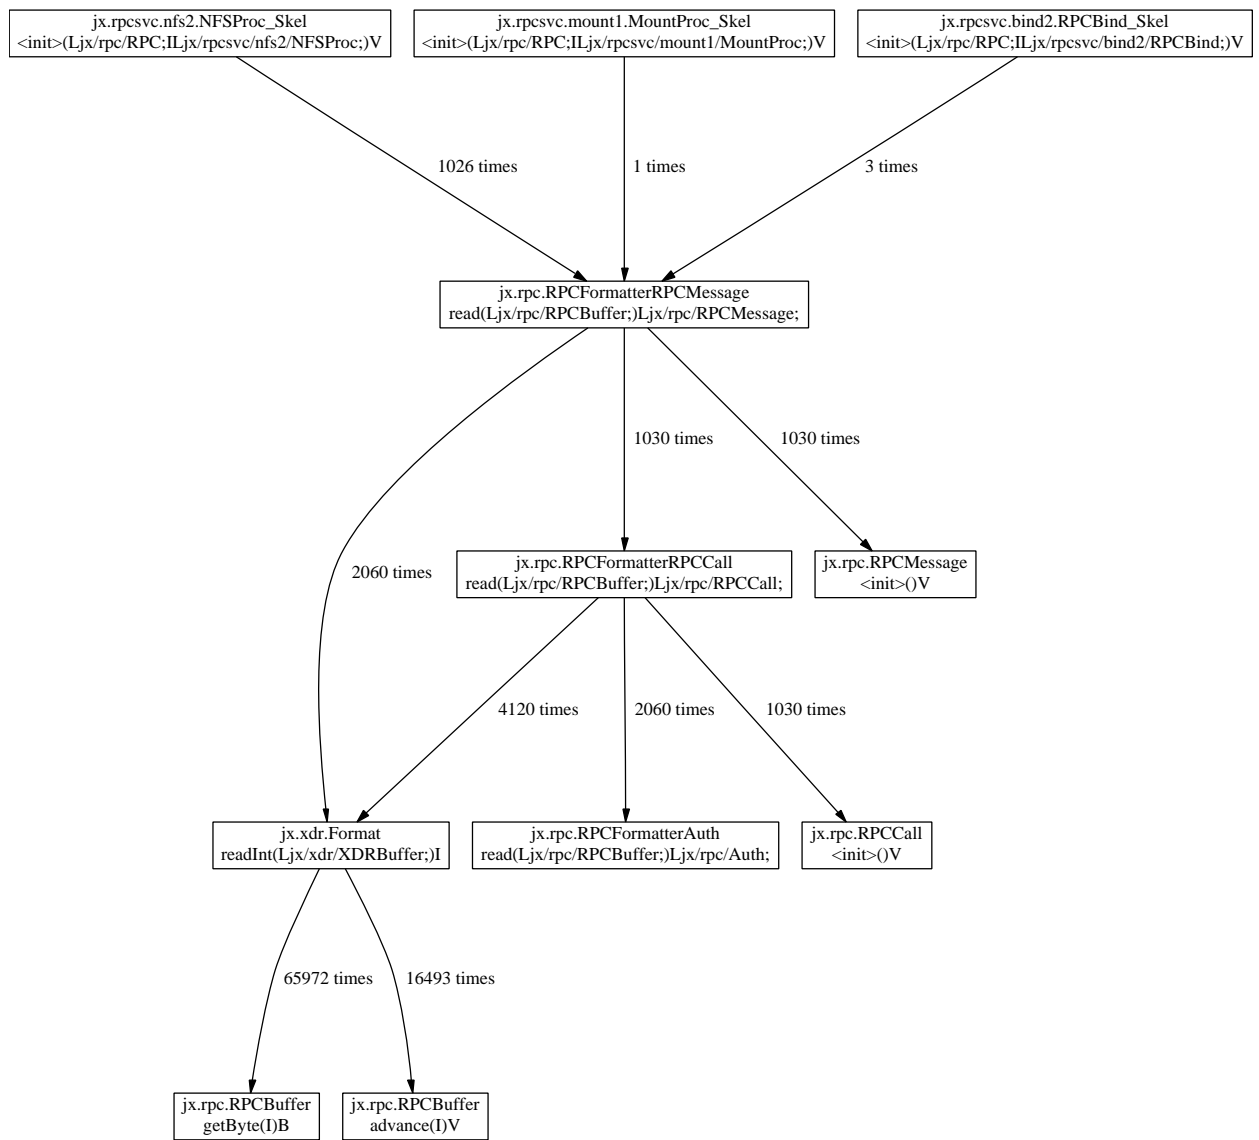 jx.rpcsvc.nfs2.NFSProc_Skel
<init>(Ljx/rpc/RPC;ILjx/rpcsvc/nfs2/NFSProc;)V
jx.rpcsvc.mount1.MountProc_Skel
<init>(Ljx/rpc/RPC;ILjx/rpcsvc/mount1/MountProc;)V
jx.rpcsvc.bind2.RPCBind_Skel
<init>(Ljx/rpc/RPC;ILjx/rpcsvc/bind2/RPCBind;)V
1026 times
1 times
3 times
jx.rpc.RPCFormatterRPCMessage
read(Ljx/rpc/RPCBuffer;)Ljx/rpc/RPCMessage;
1030 times
1030 times
2060 times
jx.rpc.RPCFormatterRPCCall
read(Ljx/rpc/RPCBuffer;)Ljx/rpc/RPCCall;
jx.rpc.RPCMessage
<init>()V
4120 times
2060 times
1030 times
jx.xdr.Format
readInt(Ljx/xdr/XDRBuffer;)I
jx.rpc.RPCFormatterAuth
read(Ljx/rpc/RPCBuffer;)Ljx/rpc/Auth;
jx.rpc.RPCCall
<init>()V
65972 times
16493 times
jx.rpc.RPCBuffer
getByte(I)B
jx.rpc.RPCBuffer
advance(I)V